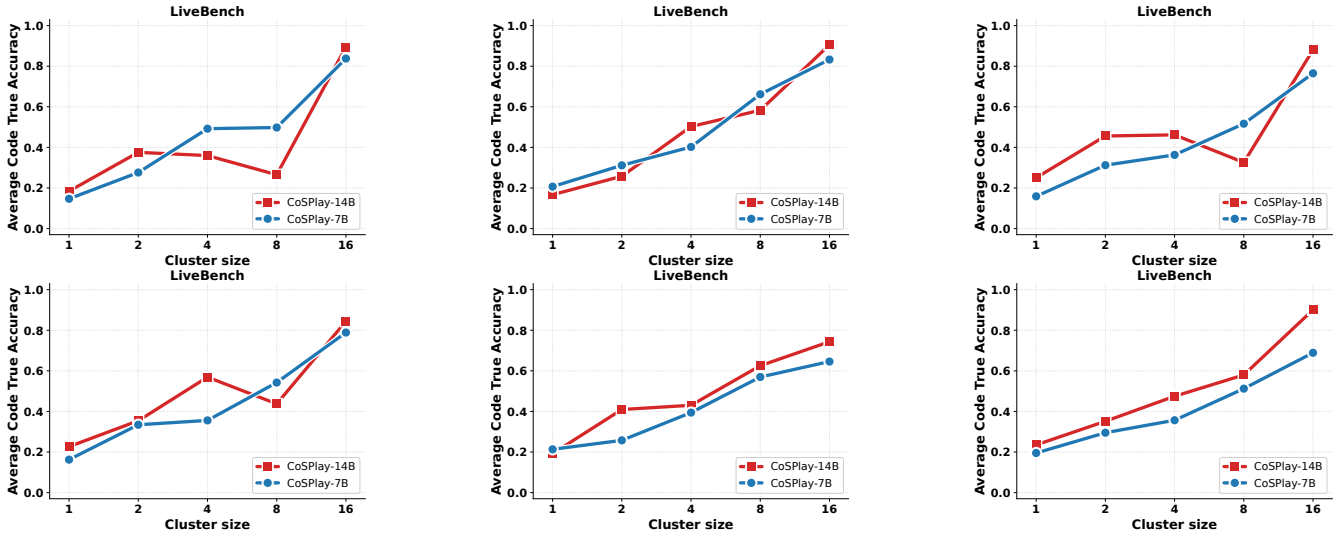 LiveBench
Average Code True Accuracy
1.0
0.8
0.6
0.4
0.2
0.0
CoSPlay-14B
CoSPlay-7B
1 2 4 8 16
Cluster size
LiveBench
Average Code True Accuracy
1.0
0.8
0.6
0.4
0.2
0.0
CoSPlay-14B
CoSPlay-7B
1 2 4 8 16
Cluster size
LiveBench
Average Code True Accuracy
1.0
0.8
0.6
0.4
0.2
0.0
CoSPlay-14B
CoSPlay-7B
1 2 4 8 16
Cluster size
LiveBench
Average Code True Accuracy
1.0
0.8
0.6
0.4
0.2
0.0
CoSPlay-14B
CoSPlay-7B
1 2 4 8 16
Cluster size
LiveBench
Average Code True Accuracy
1.0
0.8
0.6
0.4
0.2
0.0
CoSPlay-14B
CoSPlay-7B
1 2 4 8 16
Cluster size
LiveBench
Average Code True Accuracy
1.0
0.8
0.6
0.4
0.2
0.0
CoSPlay-14B
CoSPlay-7B
1 2 4 8 16
Cluster size